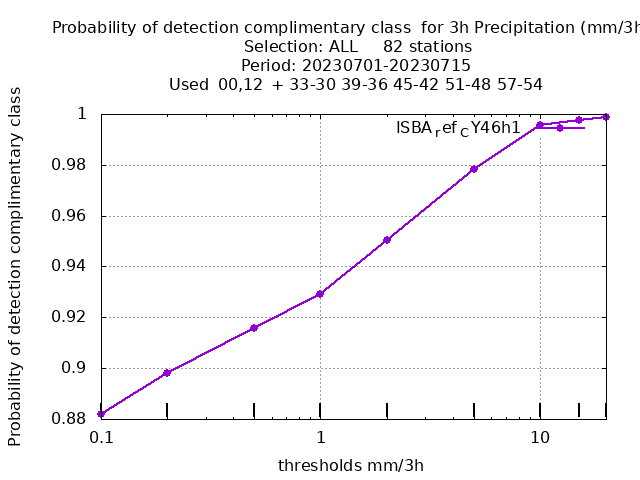 Probability of detection complimentary class  for 3h Precipitation (mm/3h
Selection: ALL     82 stations
Period: 20230701-20230715
Used  00,12  + 33-30 39-36 45-42 51-48 57-54
Probability of detection complimentary class
1
0.98
0.96
0.94
0.92
0.9
0.88
ISBA_ref_CY46h1
0.1
1
10
thresholds mm/3h